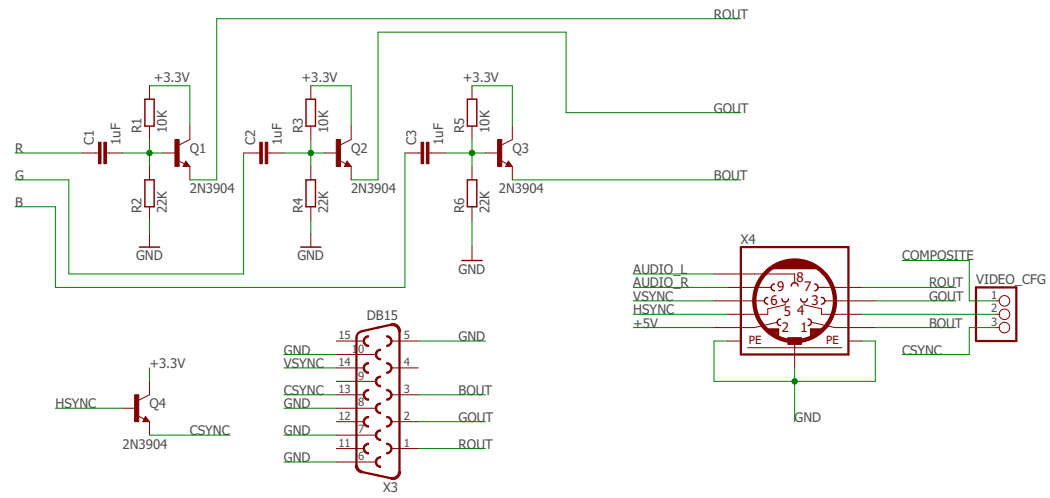 ROUT
+3.3V +3.3V +3.3V
GOUT
R1 10K R3 10K R5 10K
C1 1uF C2 1uF C3 1uF
R Q1 Q2 Q3
G 2N3904 2N3904 2N3904 BOUT
R2 22K R4 22K R6 22K
B
GND GND GND
X4
COMPOSITE
AUDIO_L 8 VIDEO_CFG
AUDIO_R 9 7 ROUT
VSYNC 6 3 GOUT 1
HSYNC 5 4 2
+5V 2 1 BOUT 3
PE PE
CSYNC
GND
DB15
15 5 GND
GND 10
VSYNC 14 4
9
CSYNC 13 3 BOUT
GND 8
12 2 GOUT
GND 7
11 1 ROUT
GND 6
X3
+3.3V
HSYNC Q4
CSYNC
2N3904